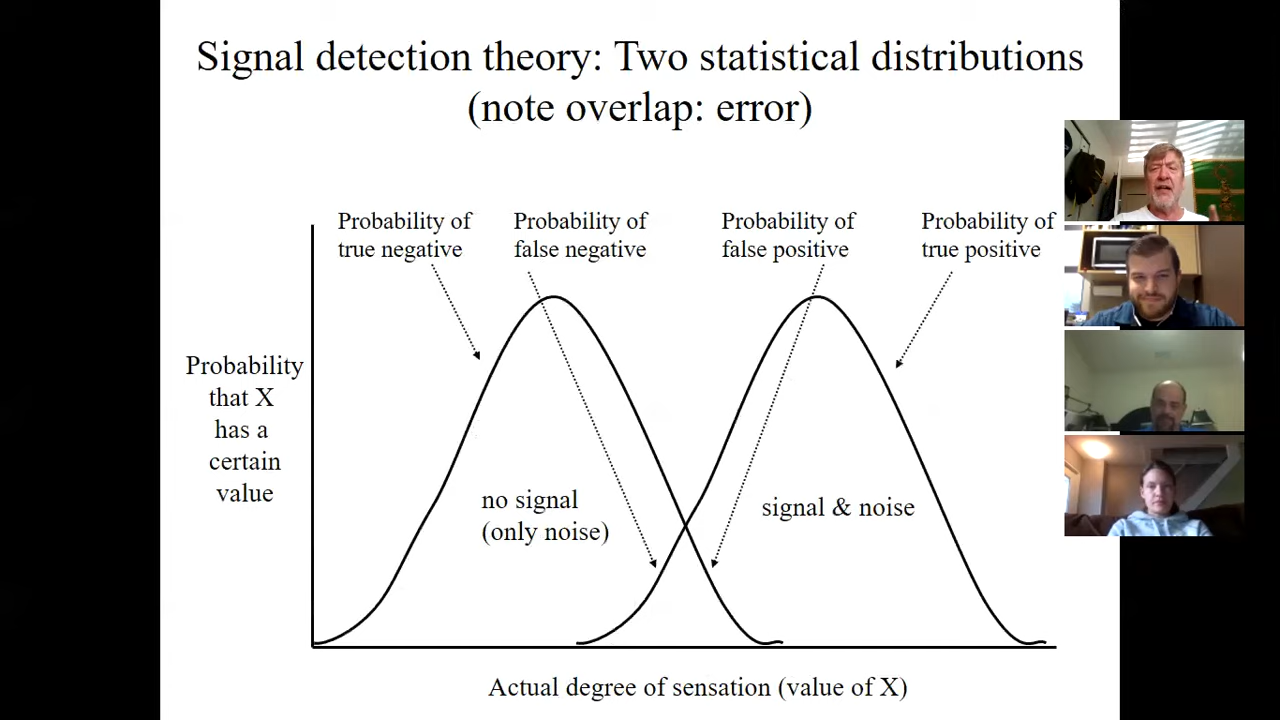 Signal detection theory: Two statistical distributions
(note overlap: error)
Probability of
true negative
Probability of
false negative
Probability of
false positive
Probability of
true positive
Probability
that X
has a
certain
value
no signal
(only noise)
signal & noise
Actual degree of sensation (value of X)